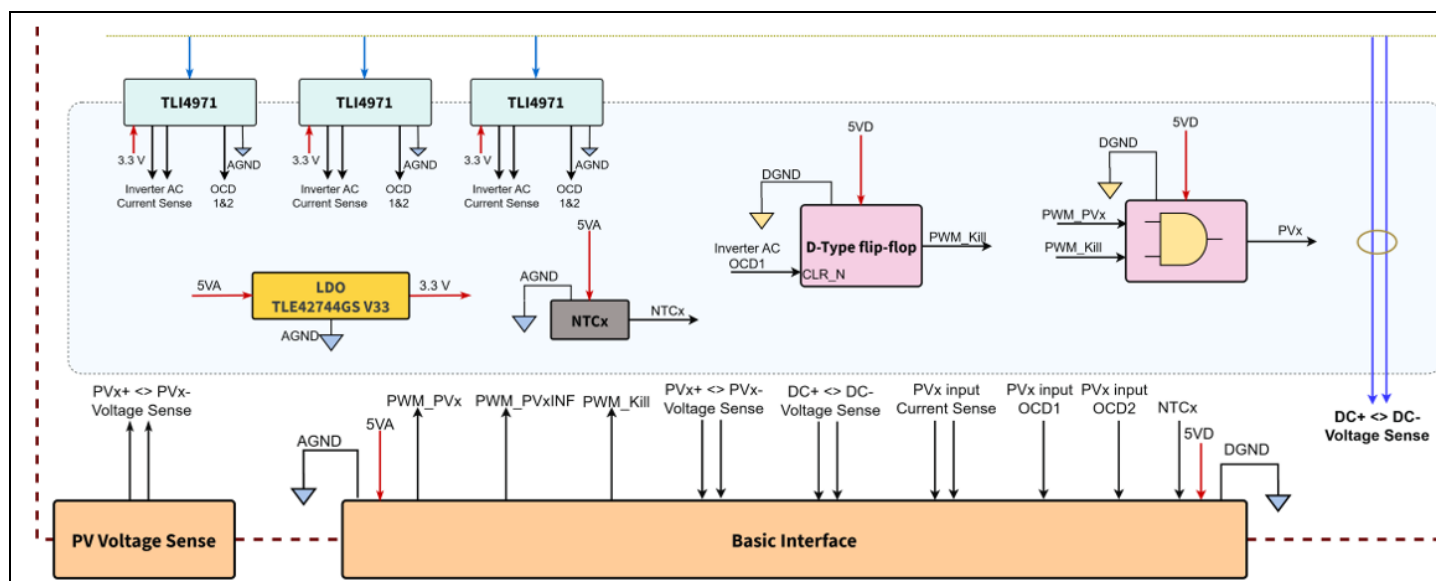 TLI4971
TLI4971
TLI4971
3.3 V
AGND
3.3 V
AGND
3.3 V
AGND
Inverter AC
Current Sense
OCD
1&2
Inverter AC
Current Sense
OCD
1&2
Inverter AC
Current Sense
OCD
1&2
5VD
DGND
D-Type flip-flop
Inverter AC
OCD1
CLR_N
PWM_Kill
5VD
DGND
PWM_PVx
PWM_Kill
PVx
5VA
LDO
TLE42744GS V33
3.3 V
AGND
5VA
AGND
NTCx
NTCx
PVx+ <> PVx-
Voltage Sense
AGND
5VA
PWM_PVx
PWM_PVxINF
PWM_Kill
PVx+ <> PVx-
Voltage Sense
DC+ <> DC-
Voltage Sense
PVx input
Current Sense
PVx input
OCD1
PVx input
OCD2
NTCx
5VD
DGND
DC+ <> DC-
Voltage Sense
PV Voltage Sense
Basic Interface